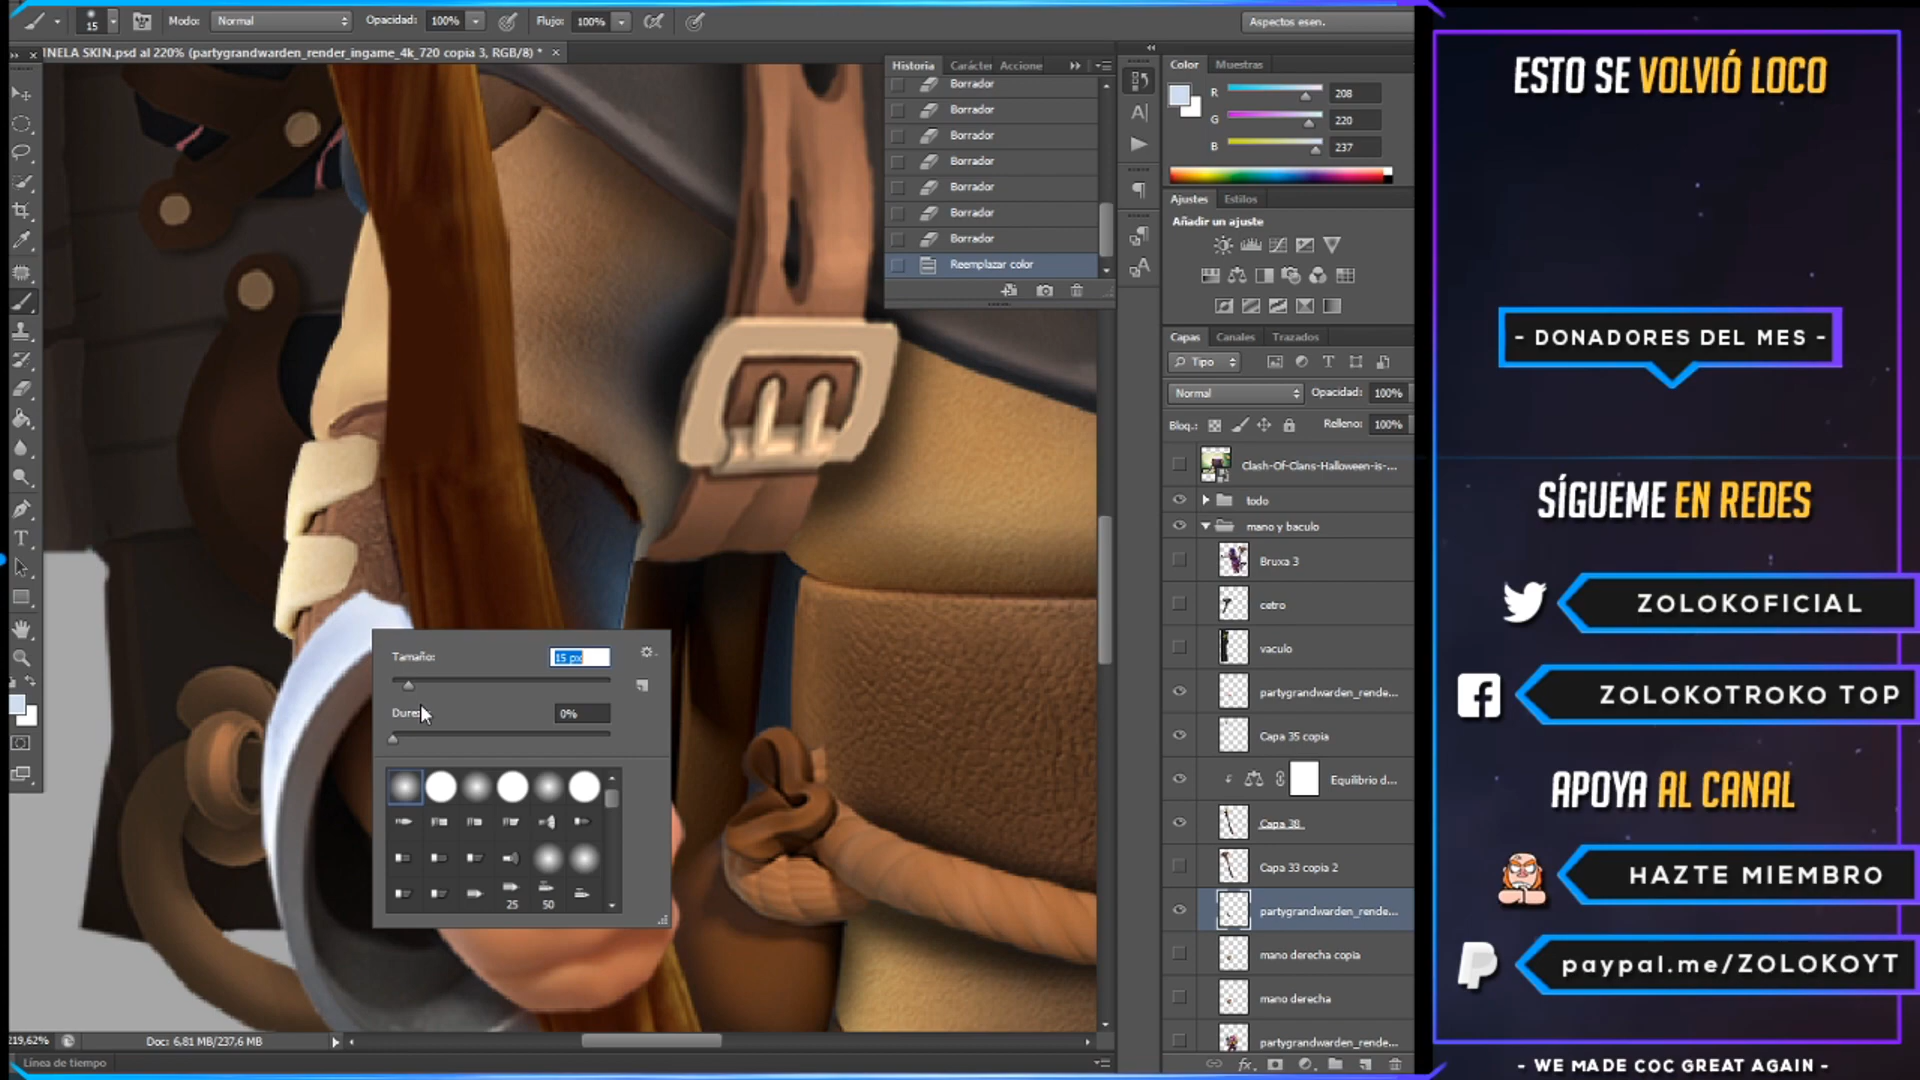 15
Modo:
Normal
Opacidad:
100%
Flujo:
100%
Aspectos esen.
INELA SKIN.psd al 220% (partygrandwarden_render_ingame_4k_720 copia 3, RGB/8) *
Historia
Carácter
Accione
Borrador
Borrador
Borrador
Borrador
Borrador
Borrador
Borrador
Reemplazar color
Color
Muestras
R
208
G
220
B
237
Ajustes
Estilos
Añadir un ajuste
Capas
Canales
Trazados
Tipo
Normal
Opacidad:
100%
Bloq.:
Relleno:
100%
Clash-Of-Clans-Halloween-is-...
todo
mano y baculo
Bruxa 3
cetro
vaculo
partygrandwarden_rende...
Capa 35 copia
Equilibrio d...
Capa 38
Capa 33 copia 2
partygrandwarden_rende...
mano derecha copia
mano derecha
partygrandwarden_rende...
Tamaño:
15 px
0%
25
50
219,62%
Doc: 6,81 MB/237,6 MB
Línea de tiempo
ESTO SE VOLVIÓ LOCO
- DONADORES DEL MES -
SÍGUEME EN REDES
ZOLOKOFICIAL
ZOLOKOTROKO TOP
APOYA AL CANAL
HAZTE MIEMBRO
paypal.me/ZOLOKOYT
- WE MADE COC GREAT AGAIN -